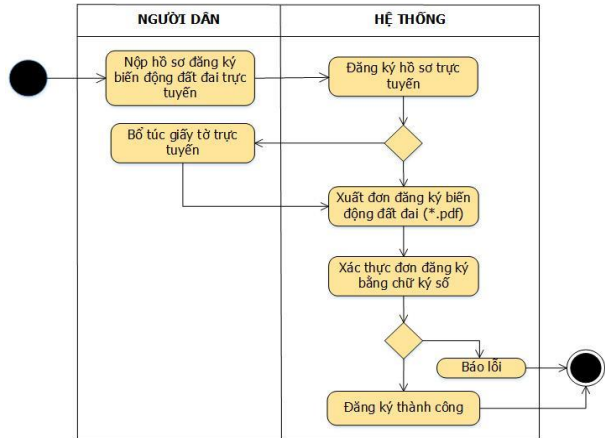 NGƯỜI DÂN
HỆ THỐNG
Nộp hồ sơ đăng ký
biến động đất đai trực
tuyến
Đăng ký hồ sơ trực
tuyến
Bổ túc giấy tờ trực
tuyến
Xuất đơn đăng ký biến
động đất đai (*.pdf)
Xác thực đơn đăng ký
bằng chữ ký số
Báo lỗi
Đăng ký thành công